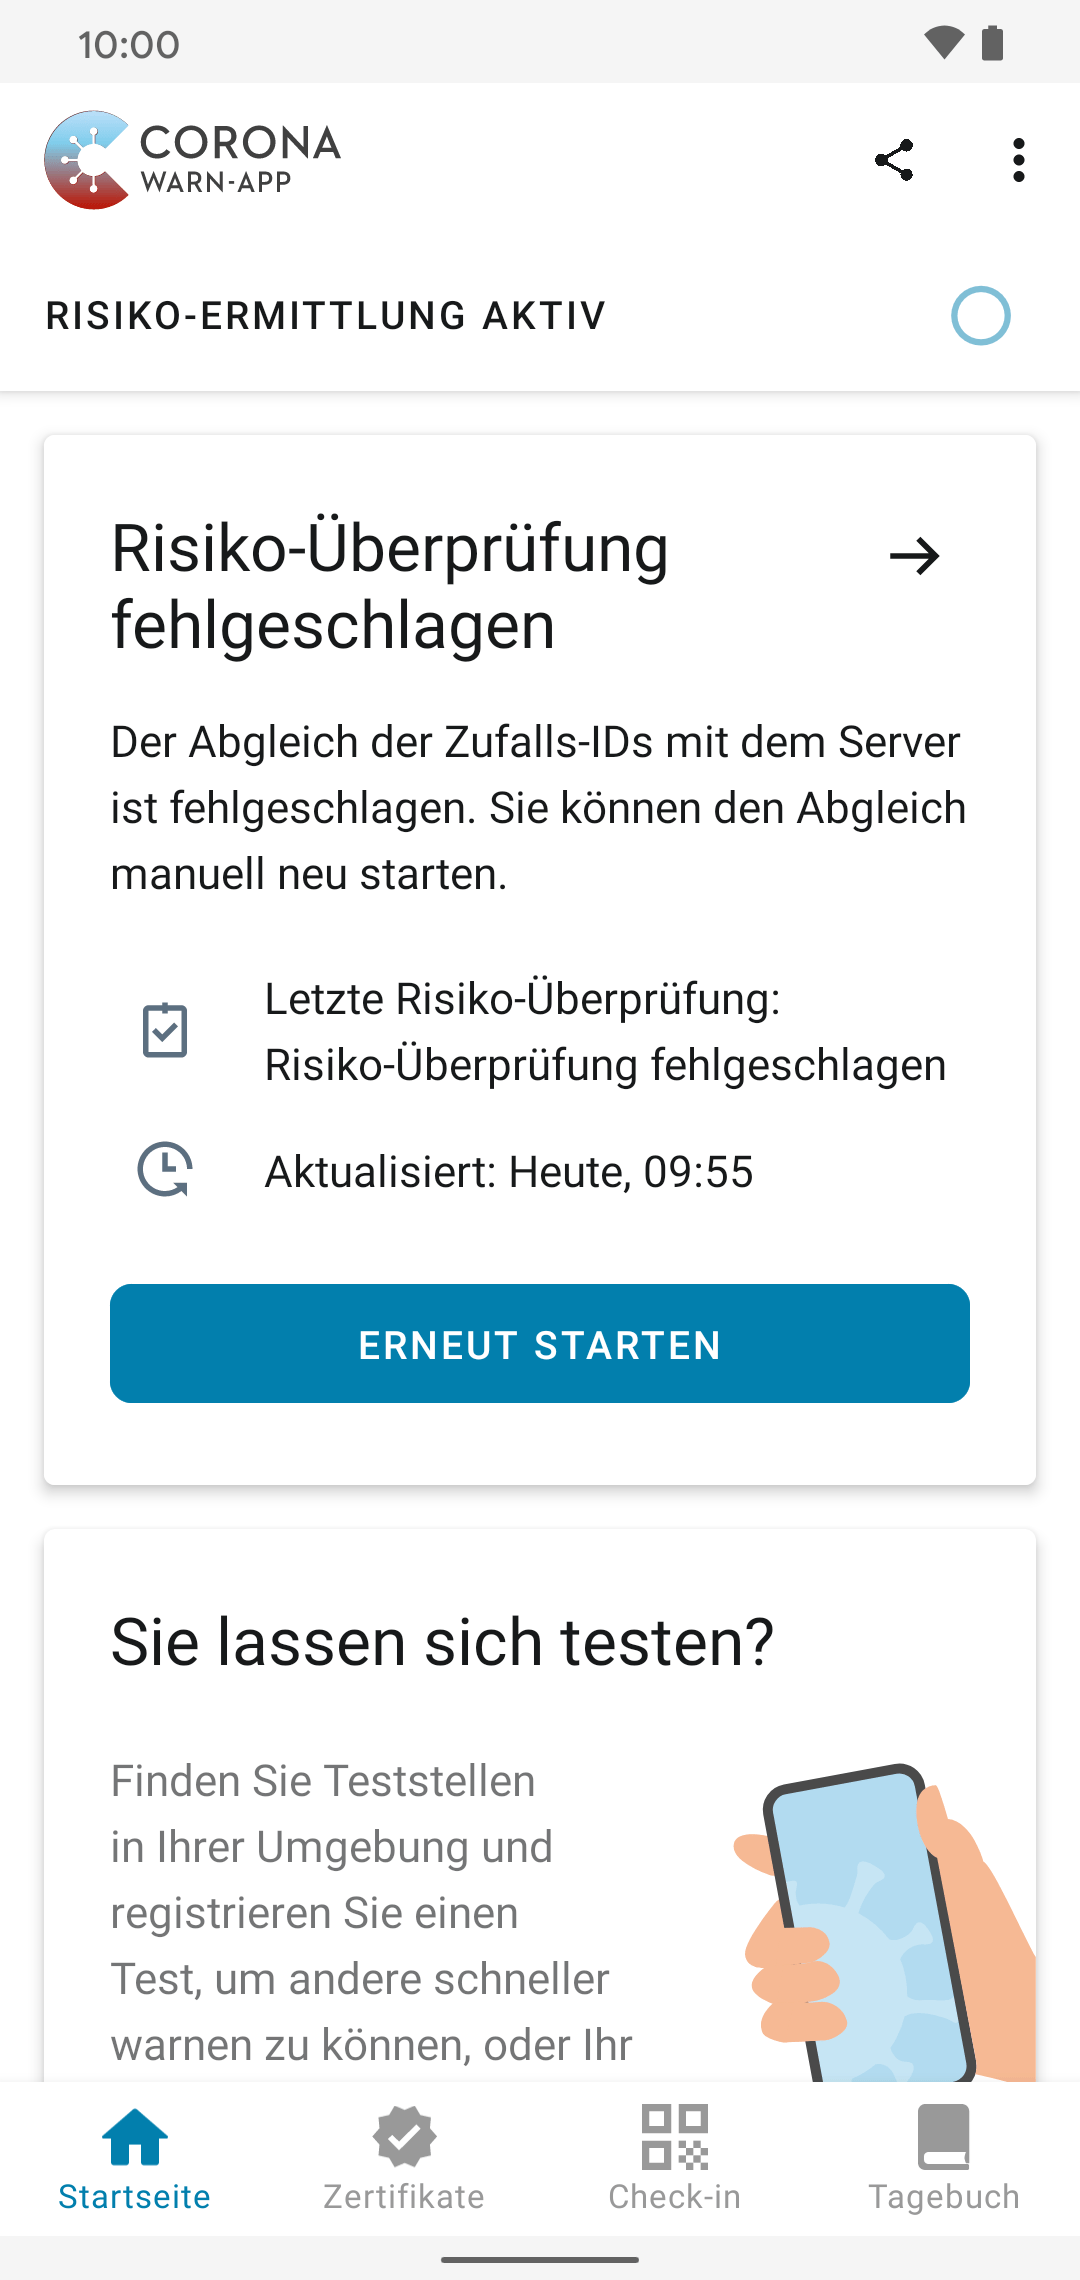 10:00
CORONA
WARN-APP
RISIKO-ERMITTLUNG AKTIV
Risiko-Überprüfung
fehlgeschlagen
Der Abgleich der Zufalls-IDs mit dem Server
ist fehlgeschlagen. Sie können den Abgleich
manuell neu starten.
Letzte Risiko-Überprüfung:
Risiko-Überprüfung fehlgeschlagen
Aktualisiert: Heute, 09:55
ERNEUT STARTEN
Sie lassen sich testen?
Finden Sie Teststellen
in Ihrer Umgebung und
registrieren Sie einen
Test, um andere schneller
warnen zu können, oder Ihr
Startseite
Zertifikate
Check-in
Tagebuch